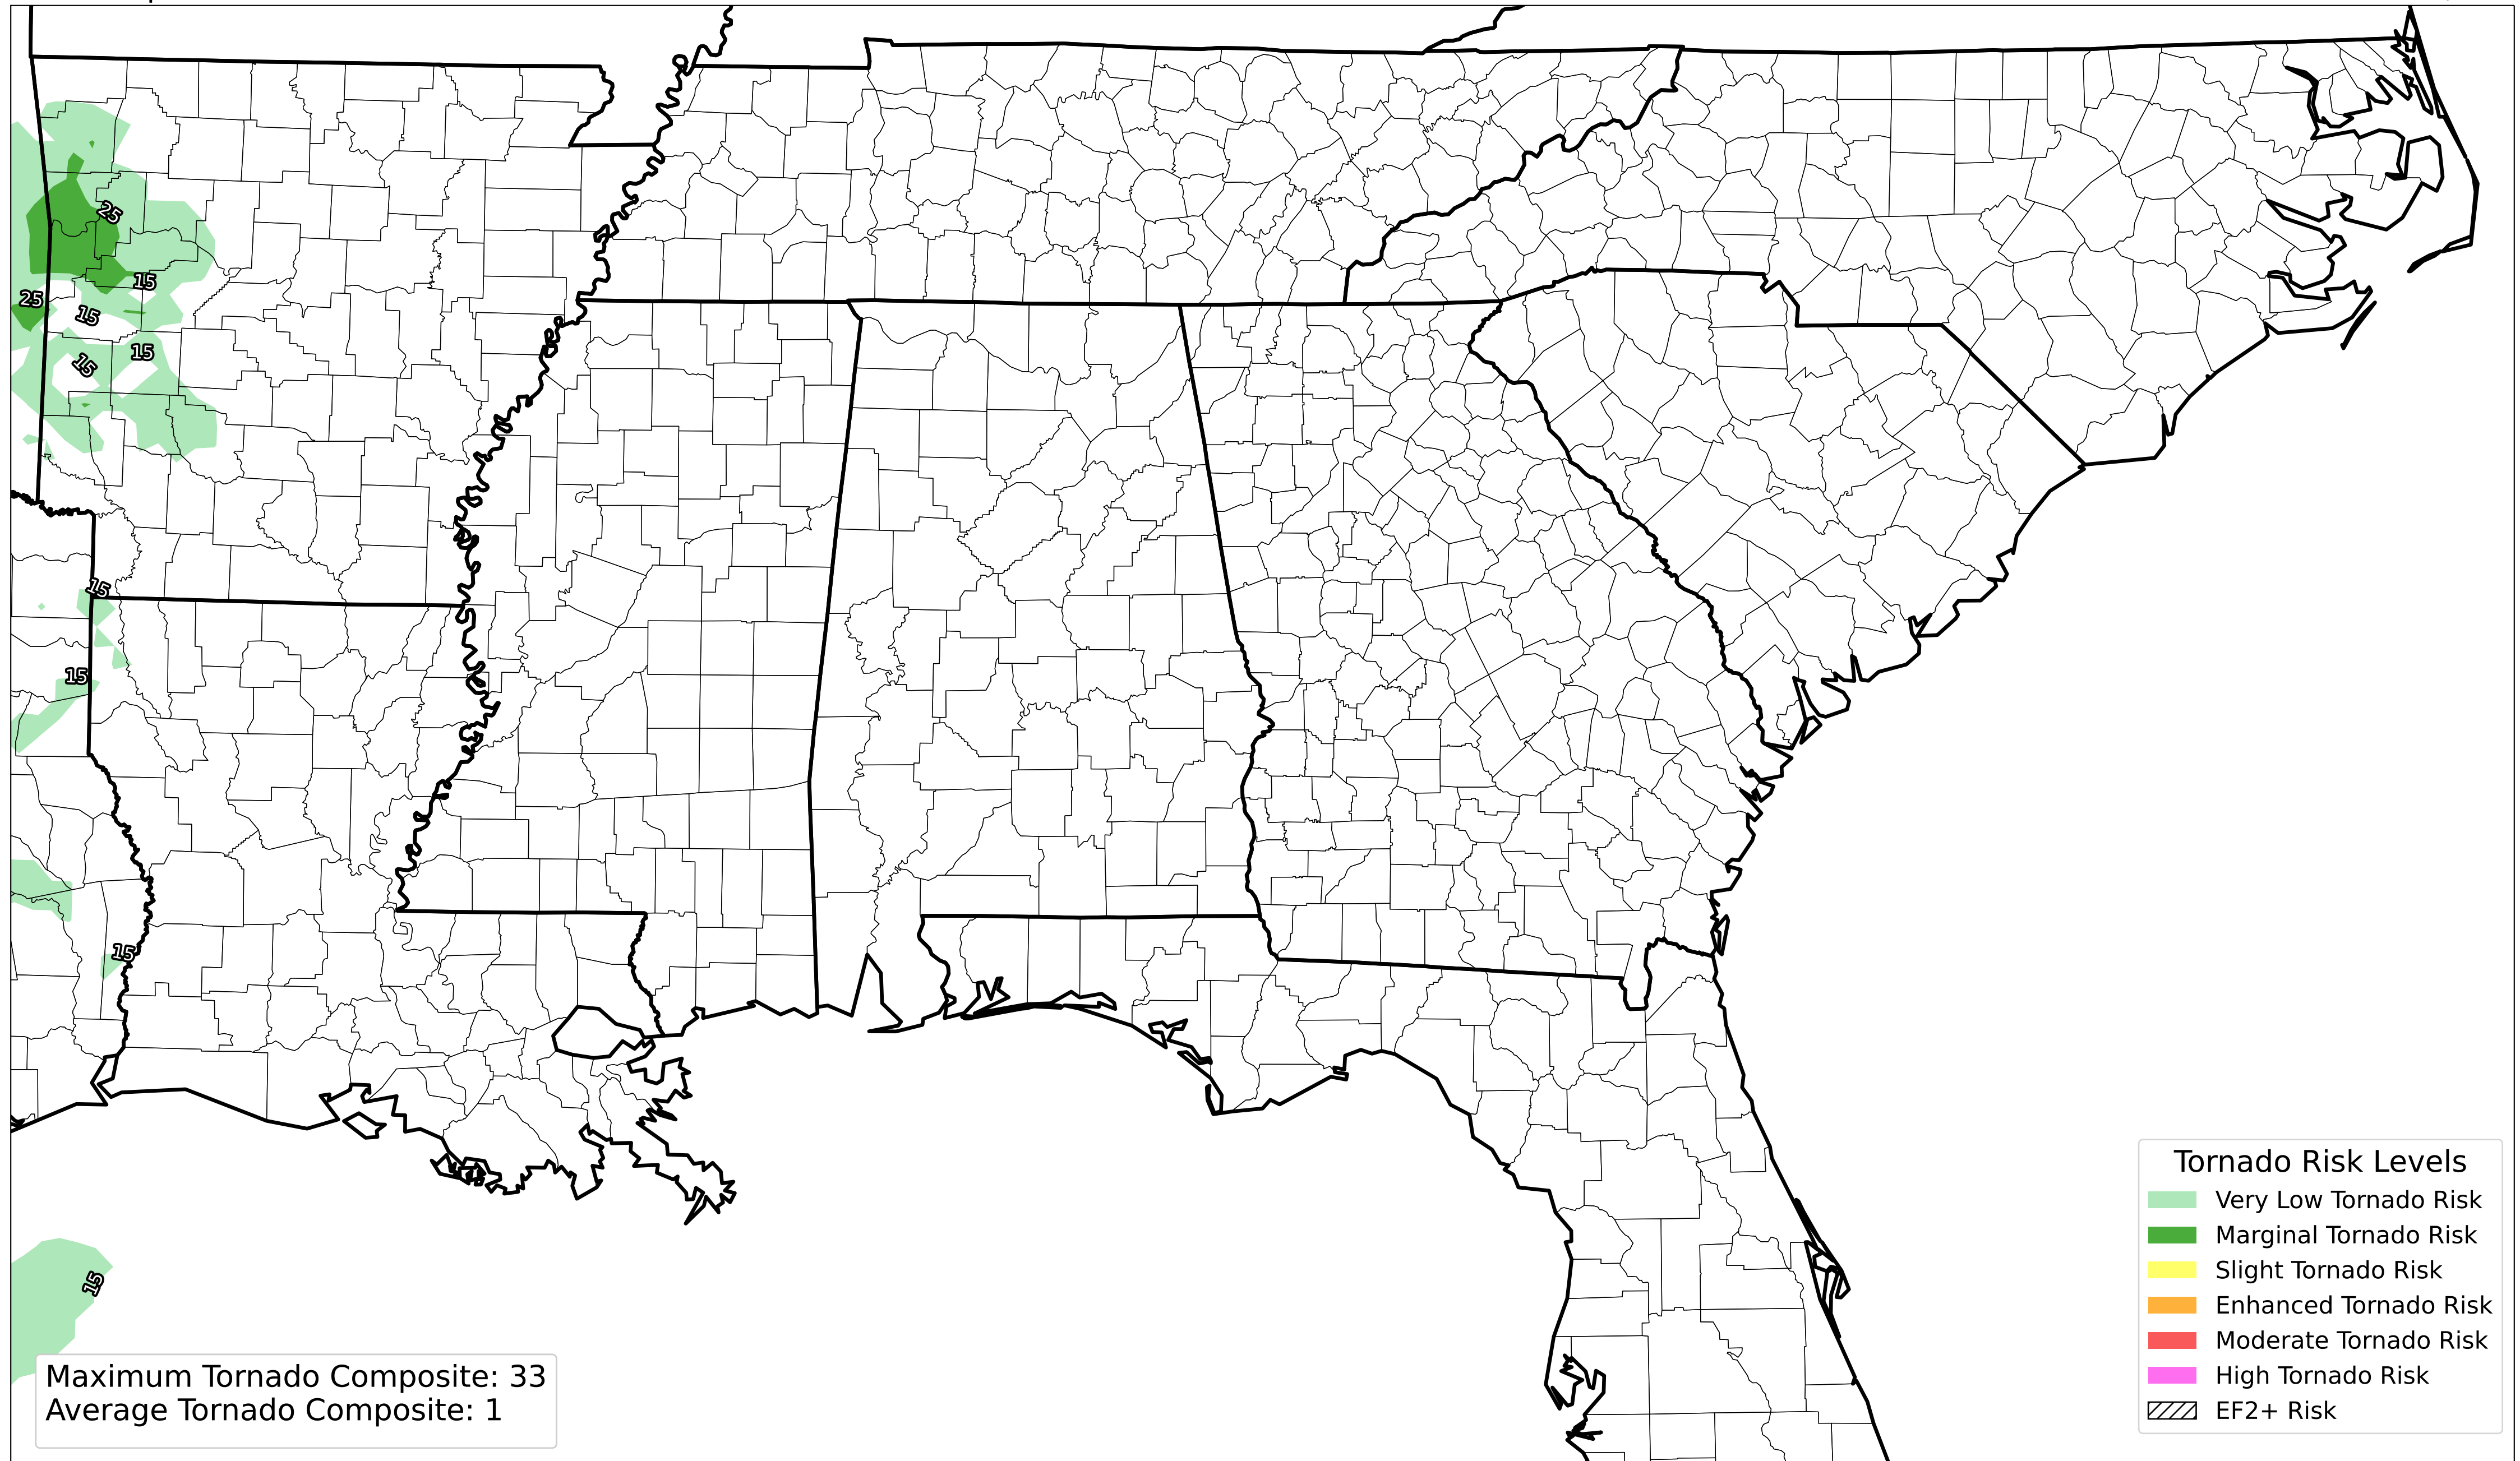 25
15
25
15
15
15
15
15
15
15
Maximum Tornado Composite: 33
Average Tornado Composite: 1
Tornado Risk Levels
Very Low Tornado Risk
Marginal Tornado Risk
Slight Tornado Risk
Enhanced Tornado Risk
Moderate Tornado Risk
High Tornado Risk
EF2+ Risk